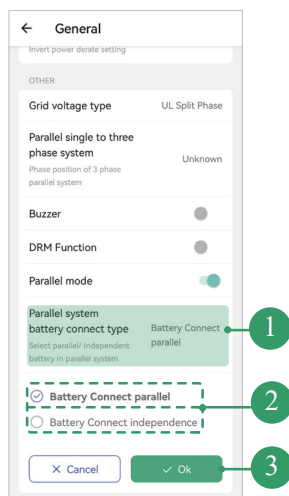 ← General
Invert power derate setting
OTHER
Grid voltage type UL Split Phase
Parallel single to three
phase system
Unknown
Phase position of 3 phase
parallel system
Buzzer
DRM Function
Parallel mode
Parallel system
battery connect type
Battery Connect
parallel
Select parallel/ Independent
battery in parallel system
1
Battery Connect parallel
2
Battery Connect independence
× Cancel
✓ Ok
3